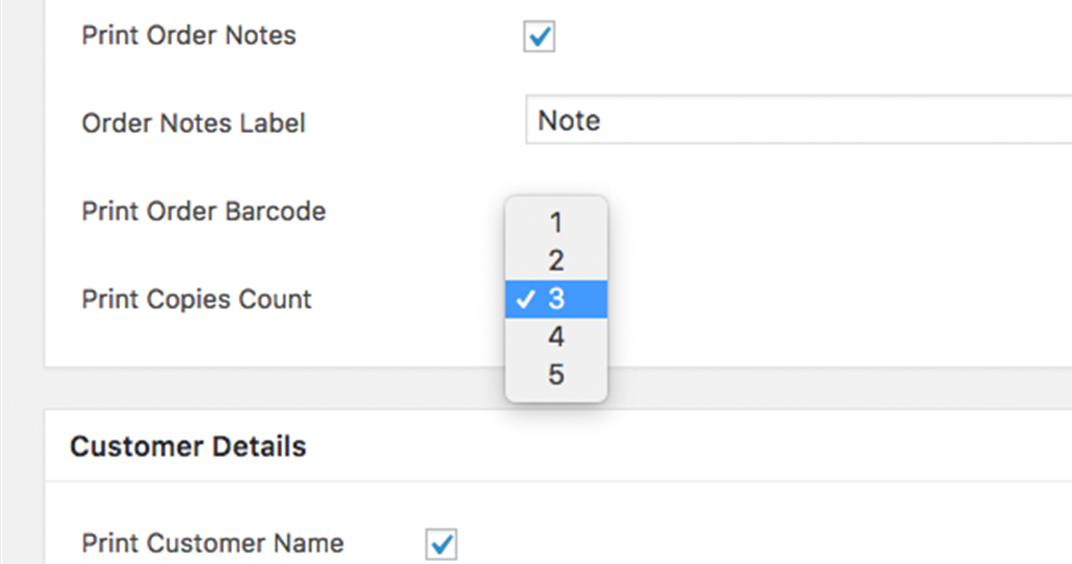 Print Order Notes
Order Notes Label
Note
Print Order Barcode
1
2
Print Copies Count
3
4
5
Customer Details
Print Customer Name